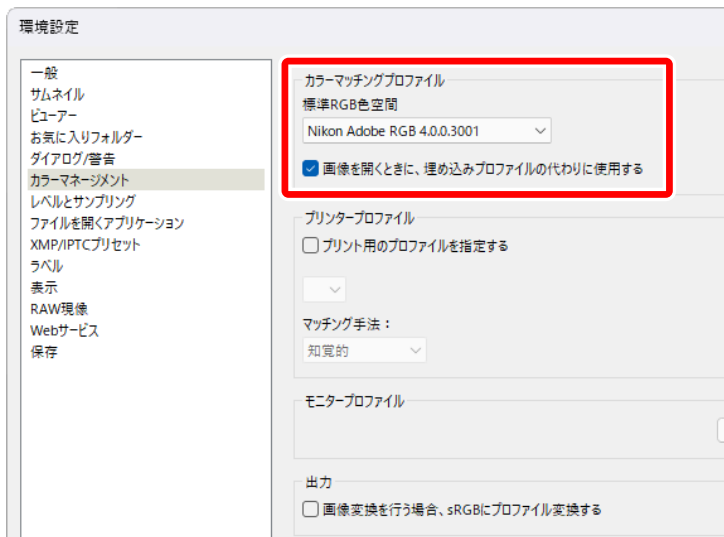 環境設定
一般
サムネイル
ビューアー
お気に入りフォルダー
ダイアログ/警告
カラーマネージメント
レベルとサンプリング
ファイルを開くアプリケーション
XMP/IPTCプリセット
ラベル
表示
RAW現像
Webサービス
保存
カラーマッチングプロファイル
標準RGB色空間
Nikon Adobe RGB 4.0.0.3001
画像を開くときに、埋め込みプロファイルの代わりに使用する
プリンタープロファイル
プリント用のプロファイルを指定する
マッチング手法：
知覚的
モニタープロファイル
出力
画像変換を行う場合、sRGBにプロファイル変換する